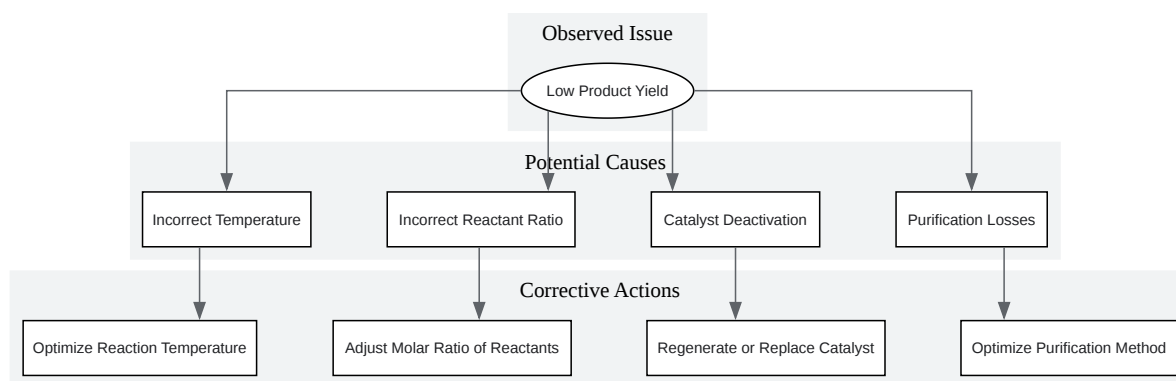 Observed Issue
Low Product Yield
Potential Causes
Incorrect Temperature
Incorrect Reactant Ratio
Catalyst Deactivation
Purification Losses
Corrective Actions
Optimize Reaction Temperature
Adjust Molar Ratio of Reactants
Regenerate or Replace Catalyst
Optimize Purification Method